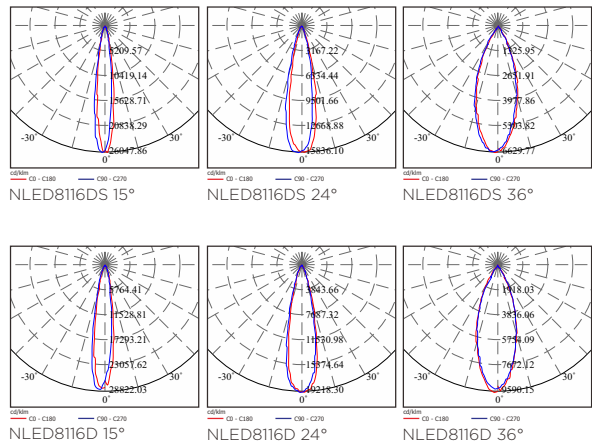 5209.57
10419.14
15628.71
20838.29
26047.86
-30° 30°
0°
cd/klm
C0 - C180 C90 - C270
NLED8116DS 15°
3167.22
6334.44
9501.66
12668.88
15836.10
-30° 30°
0°
cd/klm
C0 - C180 C90 - C270
NLED8116DS 24°
1325.95
2651.91
3977.86
5303.82
6629.77
-30° 30°
0°
cd/klm
C0 - C180 C90 - C270
NLED8116DS 36°
5764.41
11528.81
17293.21
23057.62
28822.03
-30° 30°
0°
cd/klm
C0 - C180 C90 - C270
NLED8116D 15°
3843.66
7687.32
11530.98
15374.64
19218.30
-30° 30°
0°
cd/klm
C0 - C180 C90 - C270
NLED8116D 24°
1918.03
3836.06
5754.09
7672.12
9590.15
-30° 30°
0°
cd/klm
C0 - C180 C90 - C270
NLED8116D 36°